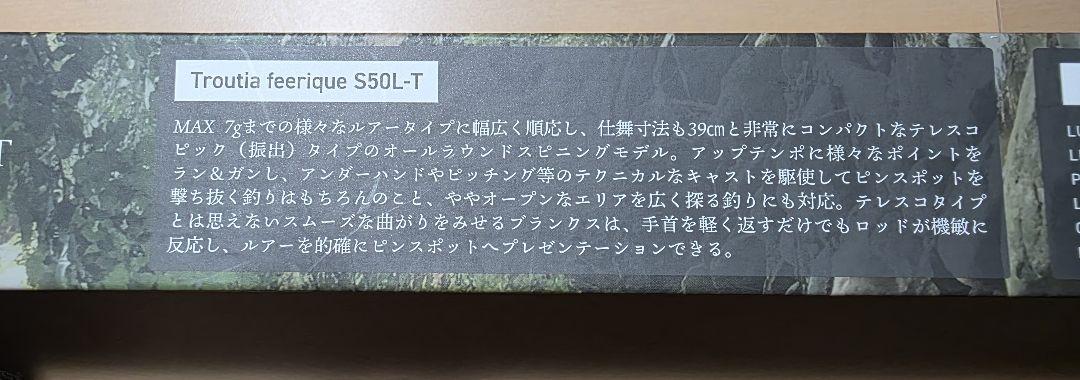 Troutia feerique S50L-T
MAX 7gまでの様々なルアータイプに幅広く順応し、仕舞寸法も39㎝と非常にコンパクトなテレスコ
ピック（振出）タイプのオールラウンドスピニングモデル。アップテンポに様々なポイントを
ラン＆ガンし、アンダーハンドやピッチング等のテクニカルなキャストを駆使してピンスポットを
撃ち抜く釣りはもちろんのこと、ややオープンなエリアを広く探る釣りにも対応。テレスコタイプ
とは思えないスムーズな曲がりをみせるブランクスは、手首を軽く返すだけでもロッドが機敏に
反応し、ルアーを的確にピンスポットへプレゼンテーションできる。